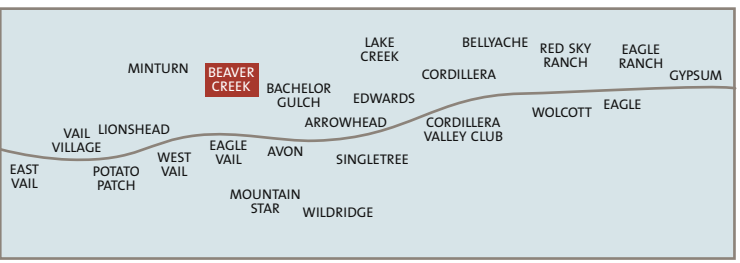 LAKE
CREEK
BELLYACHE
RED SKY
RANCH
EAGLE
RANCH
MINTURN
BEAVER
CREEK
CORDILLERA
GYPSUM
BACHELOR
GULCH
EDWARDS
WOLCOTT
EAGLE
ARROWHEAD
CORDILLERA
VALLEY CLUB
VAIL
VILLAGE
LIONSHEAD
EAGLE
VAIL
AVON
WEST
VAIL
SINGLETREE
EAST
VAIL
POTATO
PATCH
MOUNTAIN
STAR
WILDRIDGE